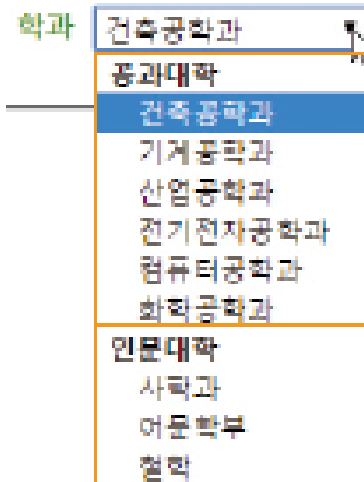 학과 건축공학과
공과대학
건축공학과
기계공학과
산업공학과
전기전자공학과
컴퓨터공학과
화학공학과
인문대학
사학과
어문학부
철학